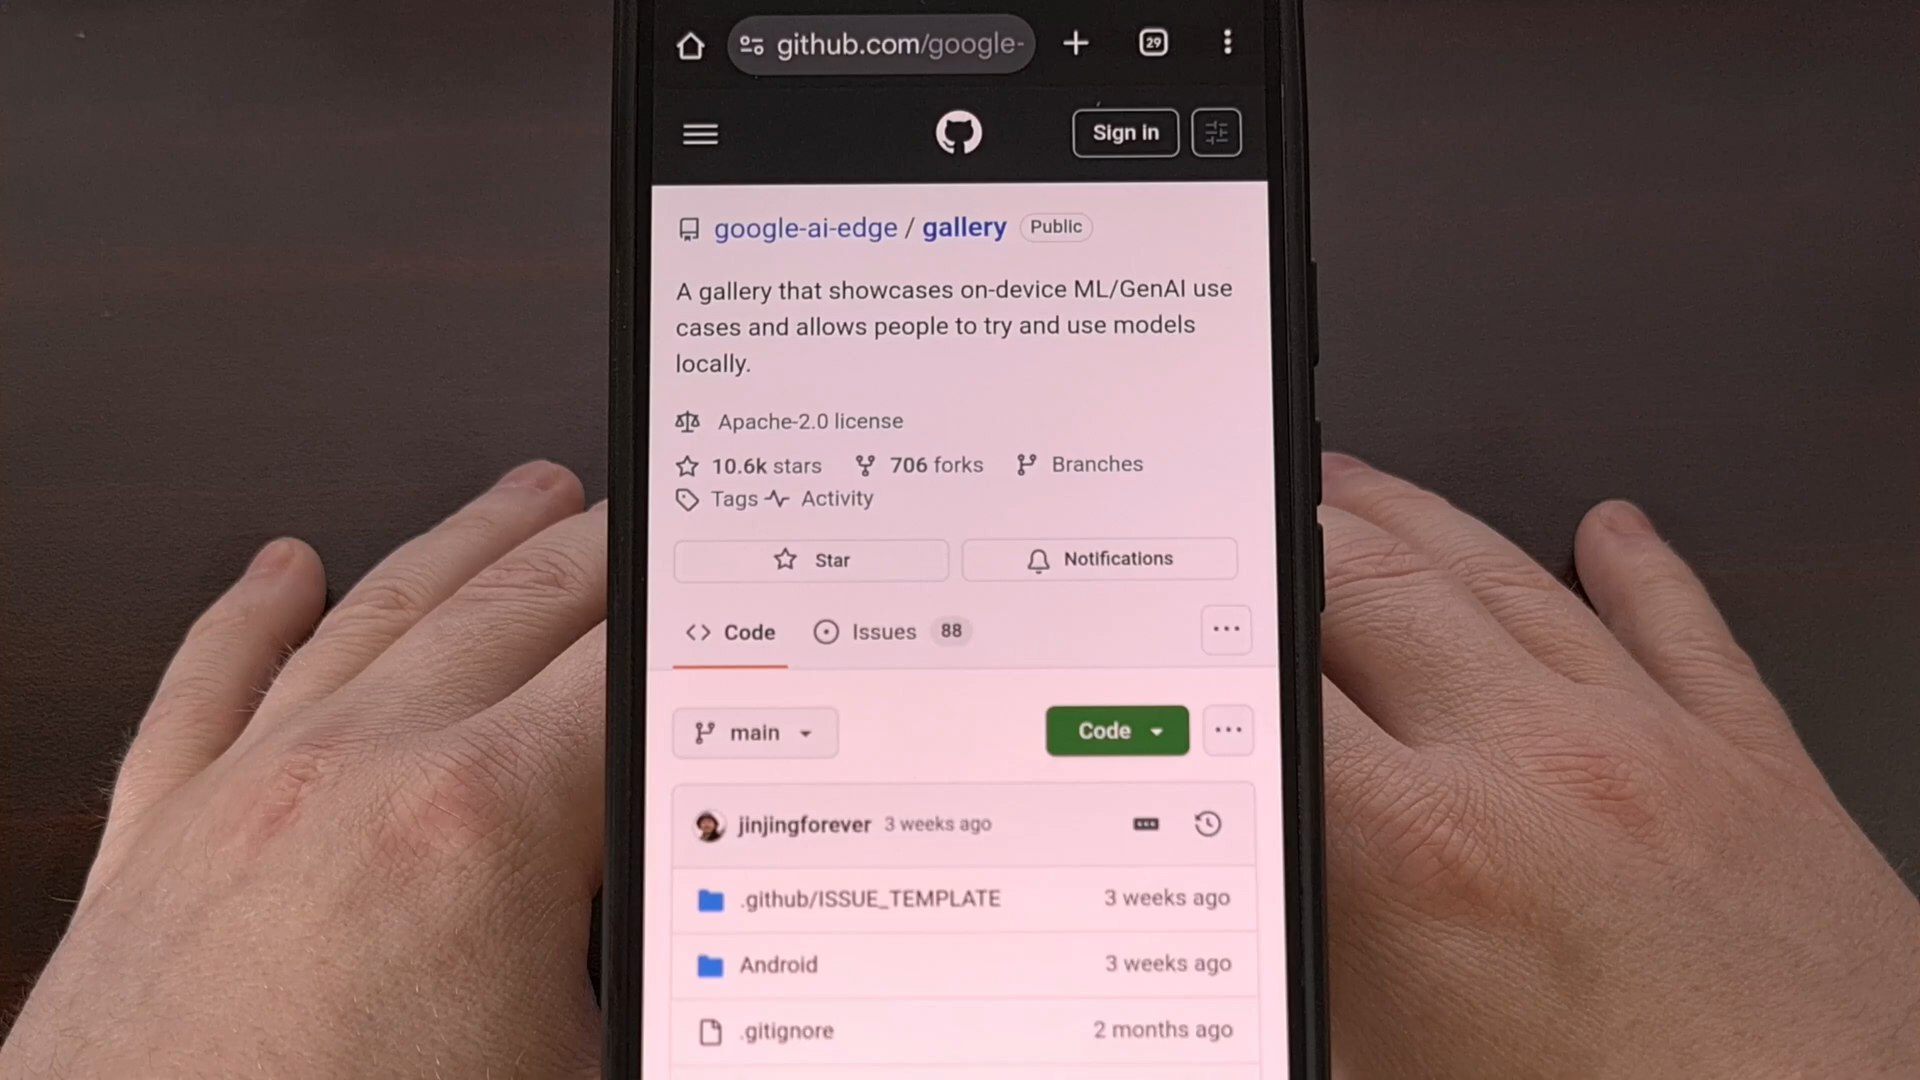 github.com/google-
29
Sign in
google-ai-edge / gallery Public
A gallery that showcases on-device ML/GenAI use
cases and allows people to try and use models
locally.
Apache-2.0 license
10.6k stars 706 forks Branches
Tags Activity
Star Notifications
Code Issues 88
main Code
jinjingforever 3 weeks ago
.github/ISSUE_TEMPLATE 3 weeks ago
Android 3 weeks ago
.gitignore 2 months ago